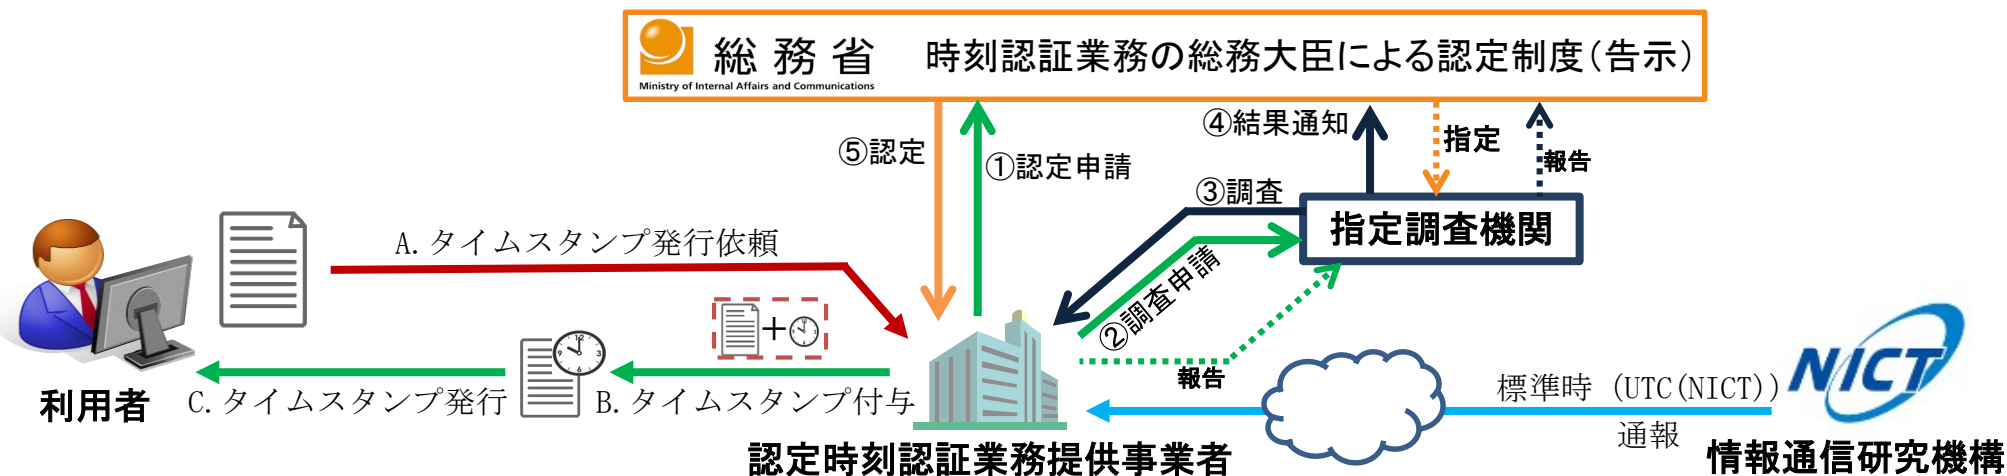 総務省 時刻認証業務の総務大臣による認定制度（告示）
Ministry of Internal Affairs and Communications
④結果通知
指定
報告
⑤認定
①認定申請
③調査
指定調査機関
A.タイムスタンプ発行依頼
②調査申請
報告
標準時 (UTC(NICT))
通報
NICT
利用者
C.タイムスタンプ発行
B.タイムスタンプ付与
認定時刻認証業務提供事業者
情報通信研究機構